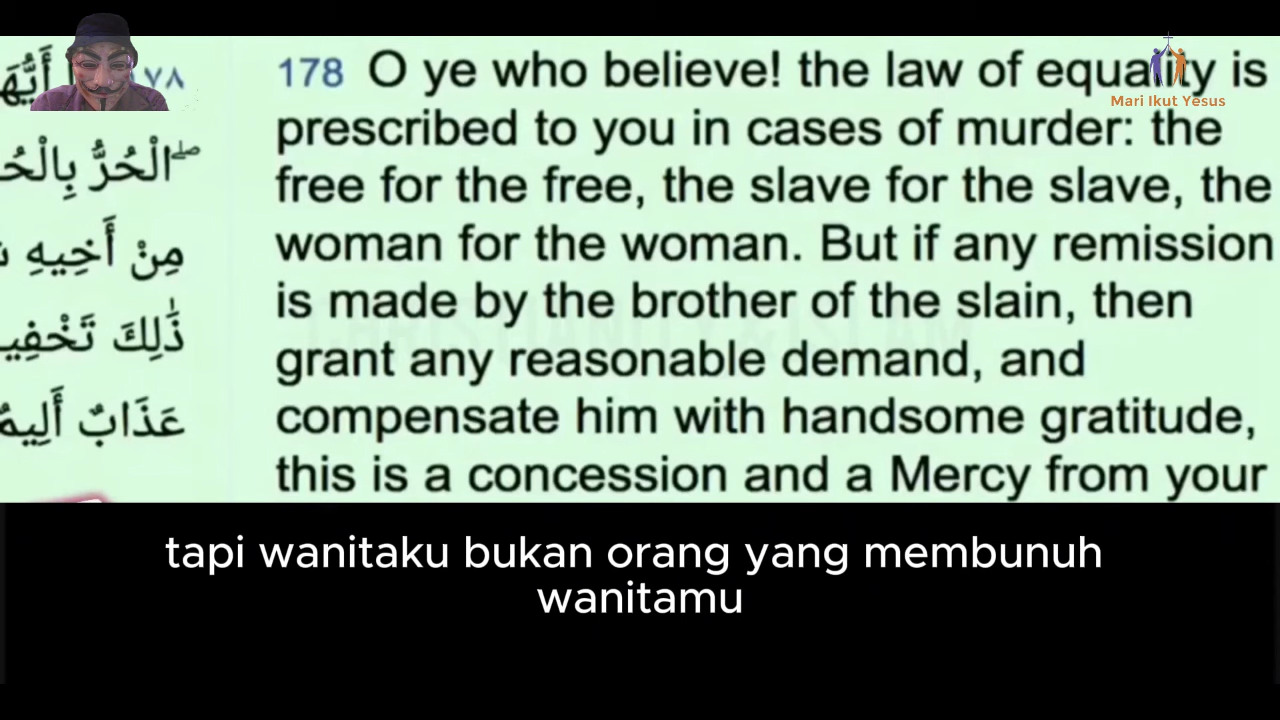 أَيُّهَ ٧٨
178 O ye who believe! the law of equality is
Mari Ikut Yesus
prescribed to you in cases of murder: the
الْحُرُّ بِالْحُ
free for the free, the slave for the slave, the
woman for the woman. But if any remission
مِنْ أَخِيهِ
is made by the brother of the slain, then
CHRISTIANITY & ISLAM
ذَٰلِكَ تَخْفِي
grant any reasonable demand, and
عَذَابٌ أَلِيمٌ
compensate him with handsome gratitude,
this is a concession and a Mercy from your
tapi wanitaku bukan orang yang membunuh
wanitamu